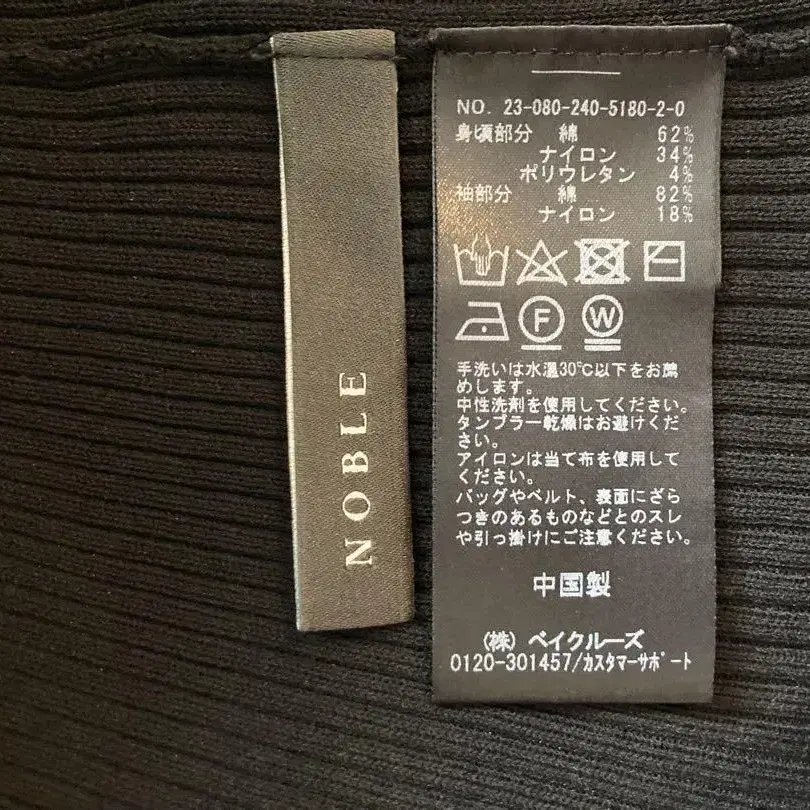 NOBLE
NO. 23-080-240-5180-2-0
身頃部分 綿 62%
ナイロン 34%
ポリウレタン 4%
袖部分 綿 82%
ナイロン 18%
F W
手洗いは水温30℃以下をお薦
めします。
中性洗剤を使用してください。
タンブラー乾燥はお避けくだ
さい。
アイロンは当て布を使用して
ください。
バッグやベルト、表面にざら
つきのあるものなどとのスレ
や引っ掛けにご注意ください。
中国製
(株) ベイクルーズ
0120-301457/カスタマーサポート